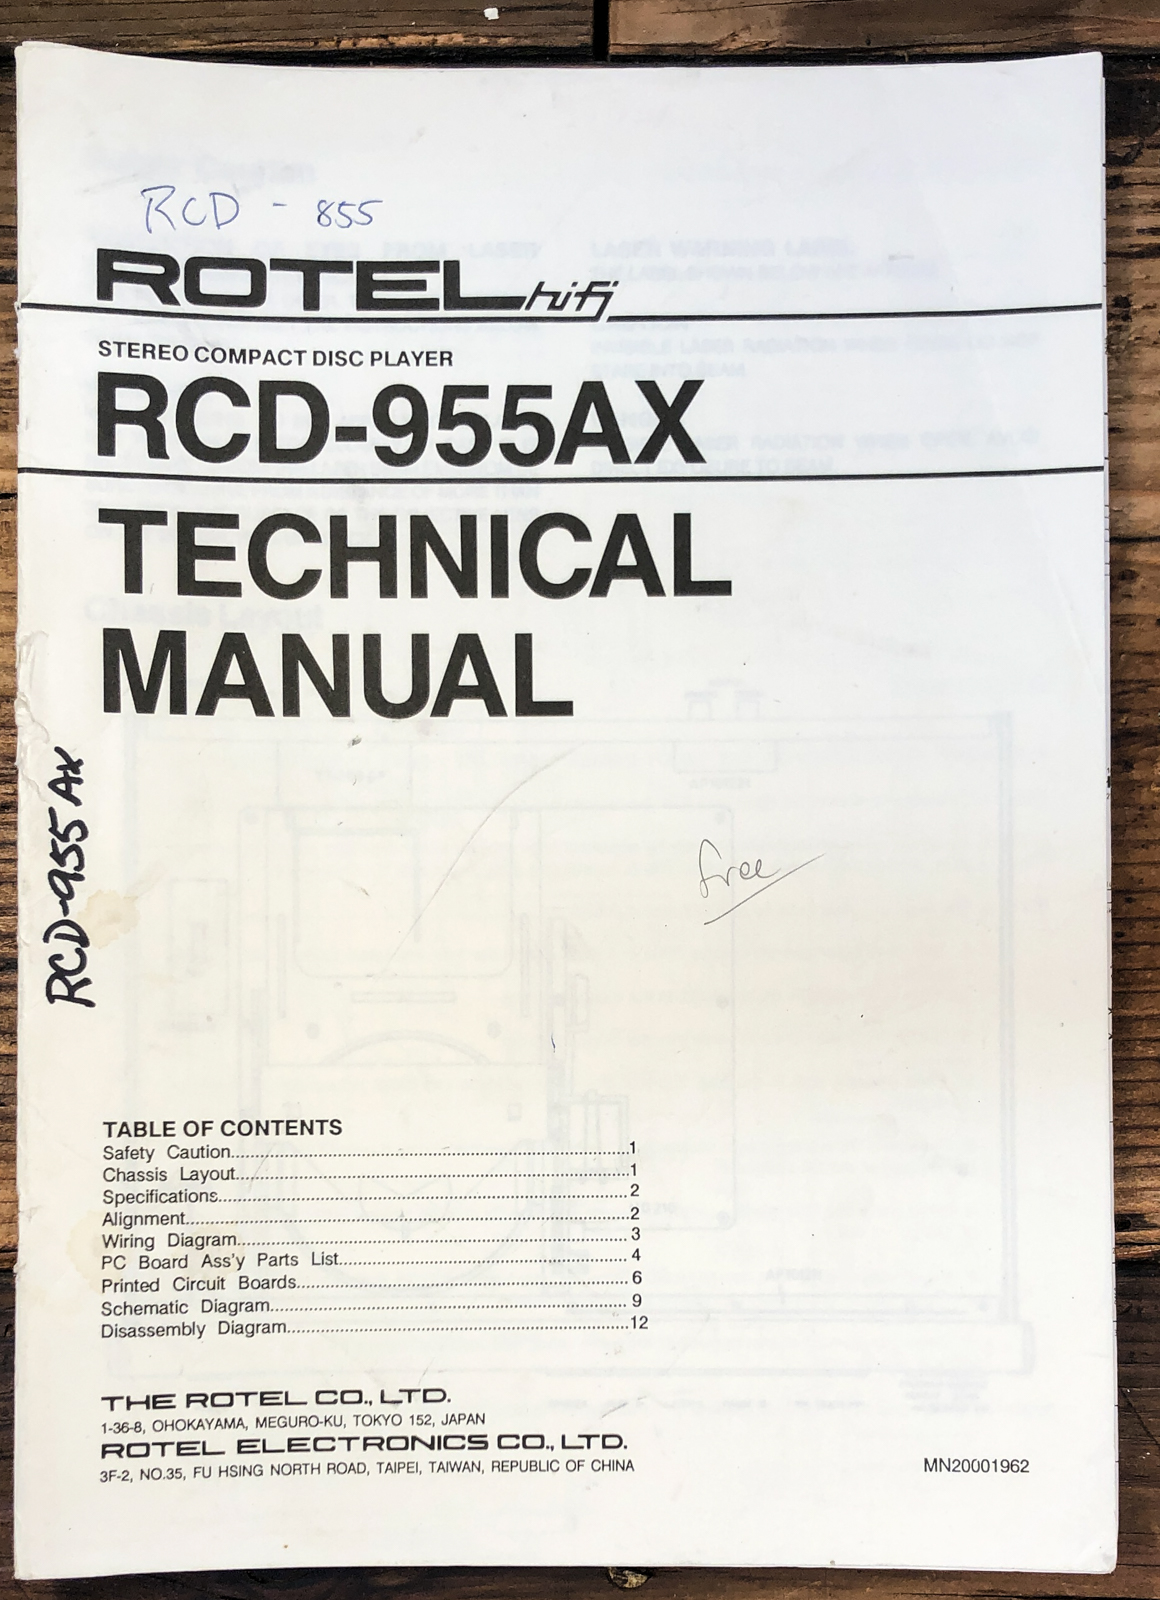 RCD - 855
ROTEL hifi
STEREO COMPACT DISC PLAYER
RCD-955AX
TECHNICAL
MANUAL
RCD-955 AX
free
TABLE OF CONTENTS
Safety Caution..........1
Chassis Layout..........1
Specifications..........2
Alignment..........2
Wiring Diagram..........3
PC Board Ass'y Parts List..........4
Printed Circuit Boards..........6
Schematic Diagram..........9
Disassembly Diagram..........12
THE ROTEL CO., LTD.
1-36-8, OHOKAYAMA, MEGURO-KU, TOKYO 152, JAPAN
ROTEL ELECTRONICS CO., LTD.
3F-2, NO.35, FU HSING NORTH ROAD, TAIPEI, TAIWAN, REPUBLIC OF CHINA
MN20001962